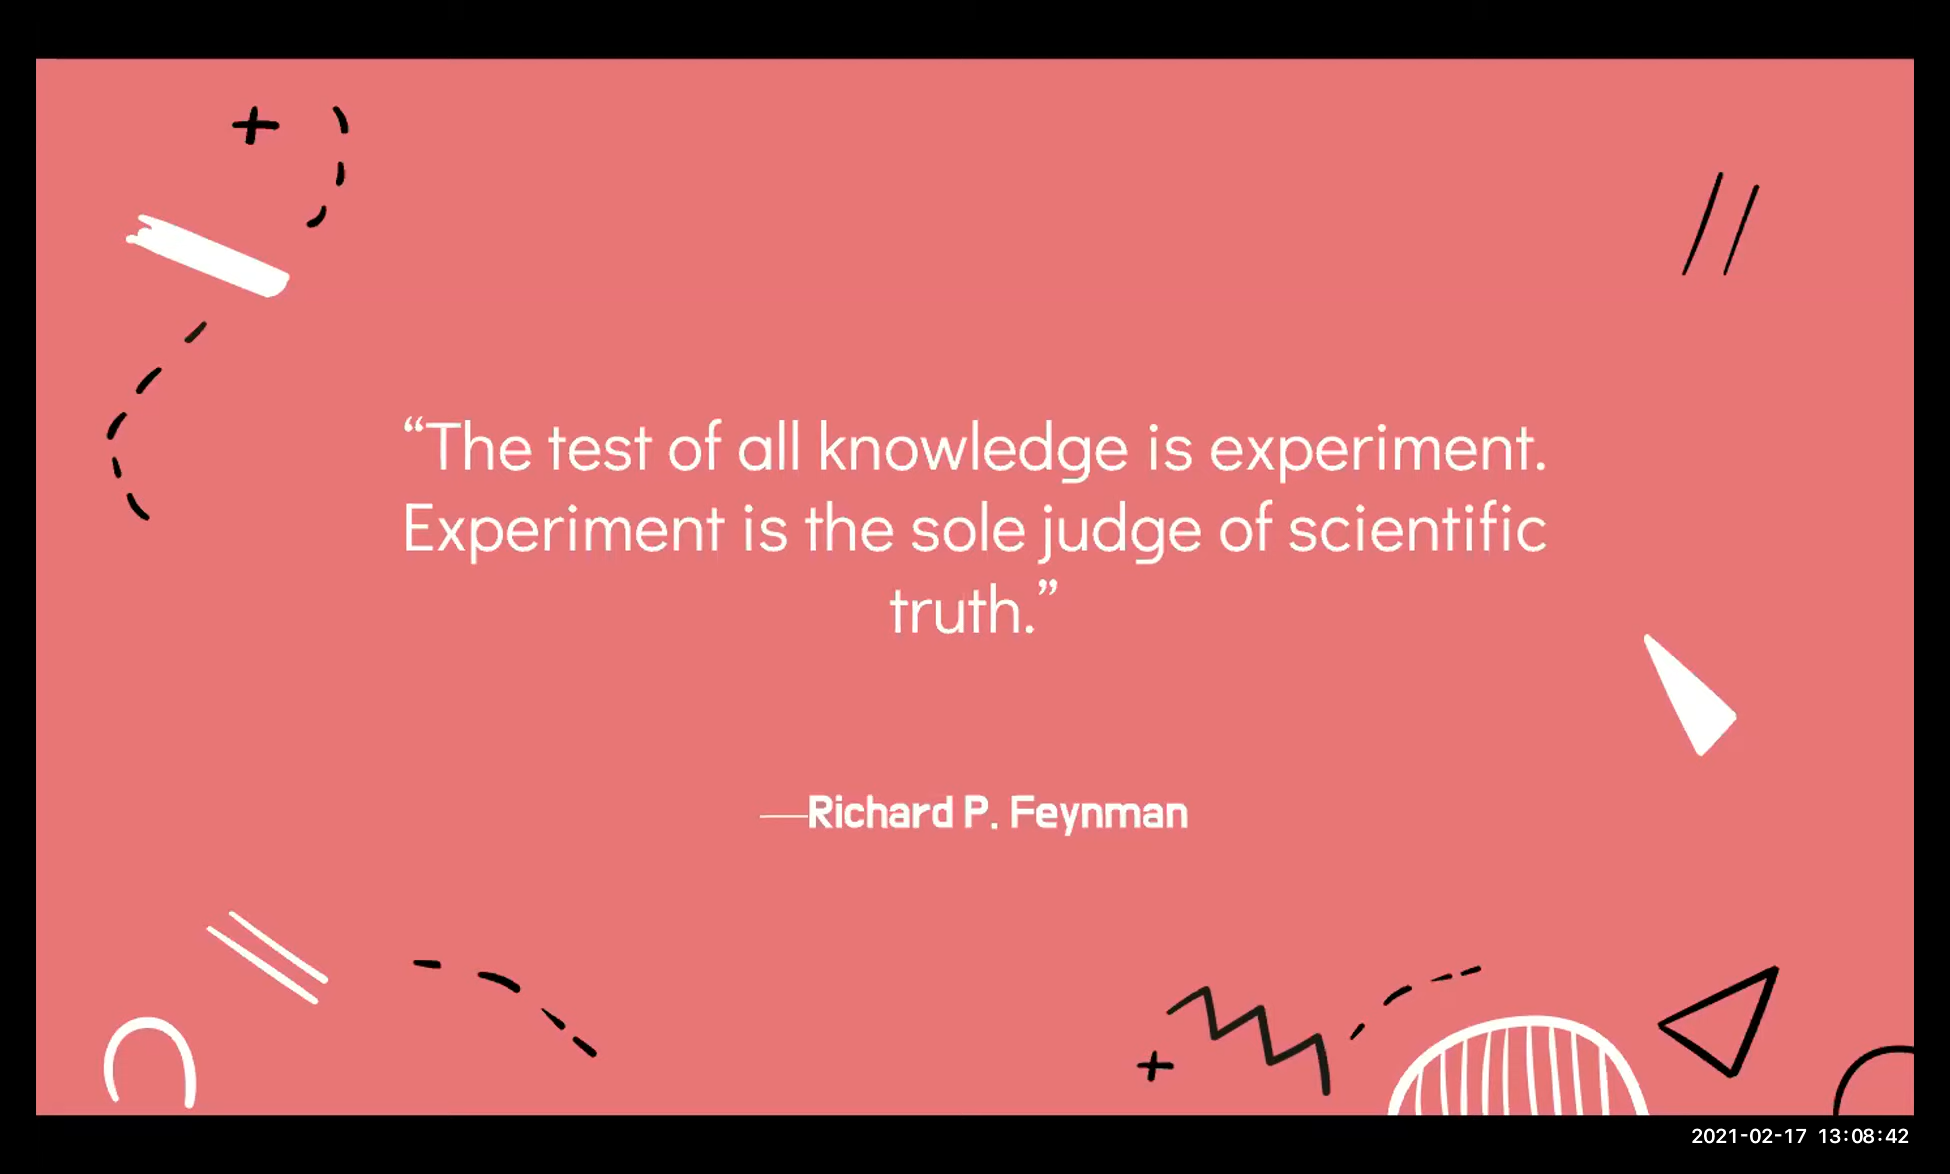 “The test of all knowledge is experiment.
Experiment is the sole judge of scientific
truth.”
—Richard P. Feynman
2021-02-17 13:08:42